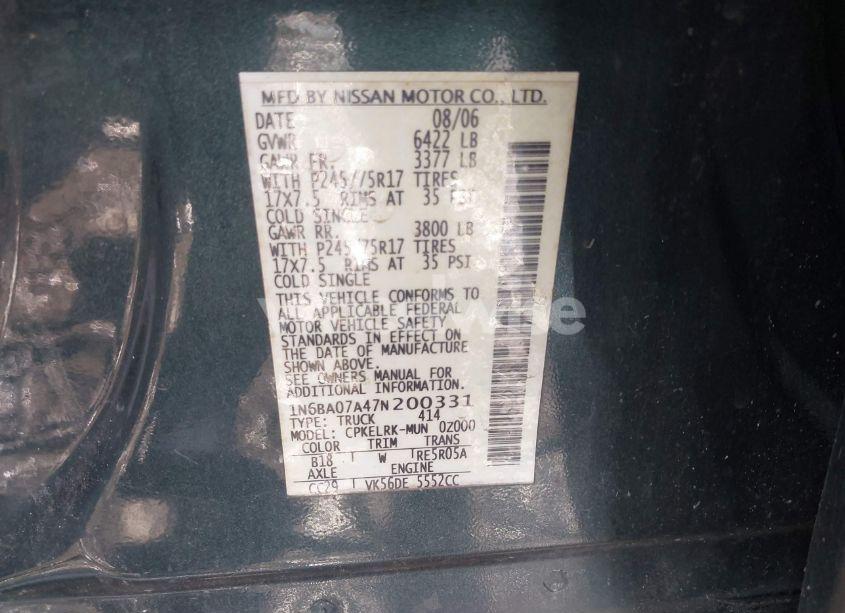 MFD BY NISSAN MOTOR CO., LTD.
DATE 08/06
GVWR 6422 LB
GAWR FR. 3377 LB
WITH P245/75R17 TIRES
17X7.5 RIMS AT 35 PSI
COLD SINGLE
GAWR RR. 3800 LB
WITH P245/75R17 TIRES
17X7.5 RIMS AT 35 PSI
COLD SINGLE
THIS VEHICLE CONFORMS TO
ALL APPLICABLE FEDERAL
MOTOR VEHICLE SAFETY
STANDARDS IN EFFECT ON
THE DATE OF MANUFACTURE
SHOWN ABOVE.
SEE OWNERS MANUAL FOR
ADDITIONAL INFORMATION.
1N6BA07A47N200331
TYPE: TRUCK 414
MODEL: CPKELRK-MUN 0Z000
COLOR TRIM TRANS
B18 W RE5R05A
AXLE ENGINE
CC29 VK56DE 5552CC